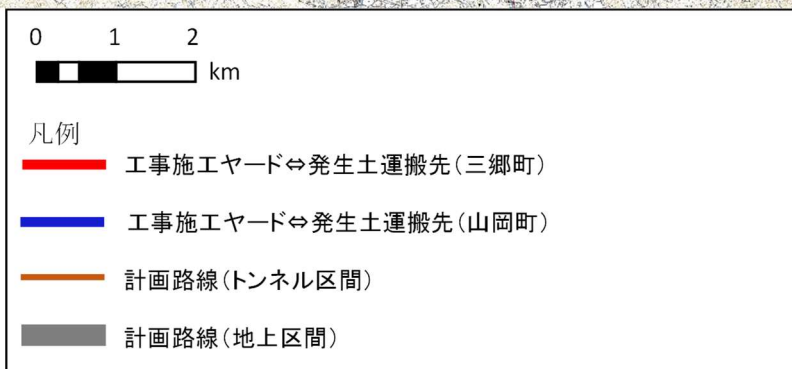 0 1 2
km
凡例
工事施工ヤード⇔発生土運搬先(三郷町)
工事施工ヤード⇔発生土運搬先(山岡町)
計画路線(トンネル区間)
計画路線(地上区間)